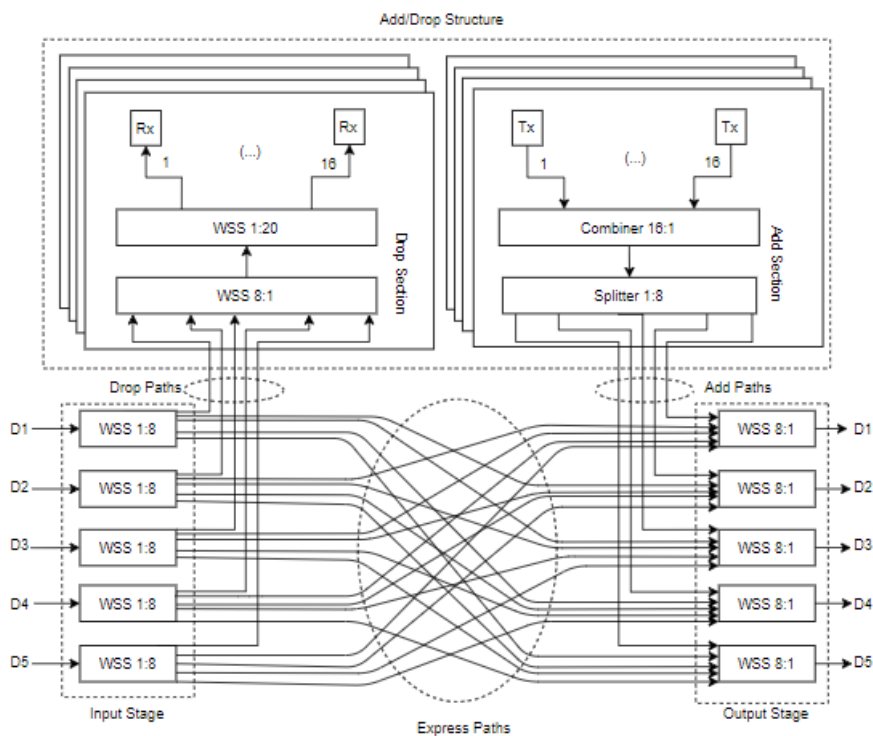 Add/Drop Structure
Rx
Rx
Tx
Tx
1
(...)
16
1
(...)
16
WSS 1:20
Combiner 16:1
Drop Section
Add Section
WSS 8:1
Splitter 1:8
Drop Paths
Add Paths
D1
WSS 1:8
WSS 8:1
D1
D2
WSS 1:8
WSS 8:1
D2
D3
WSS 1:8
WSS 8:1
D3
D4
WSS 1:8
WSS 8:1
D4
D5
WSS 1:8
WSS 8:1
D5
Input Stage
Output Stage
Express Paths